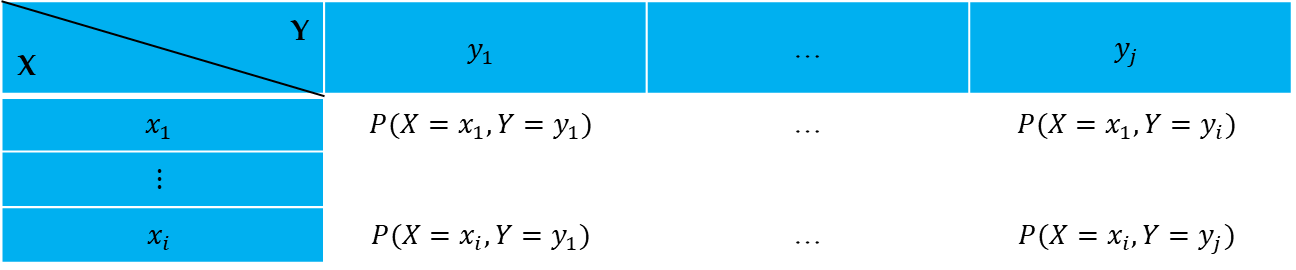 Y
X
y₁ … yⱼ
x₁ P(X = x₁, Y = y₁) … P(X = x₁, Y = yᵢ)
⋮
xᵢ P(X = xᵢ, Y = y₁) … P(X = xᵢ, Y = yⱼ)